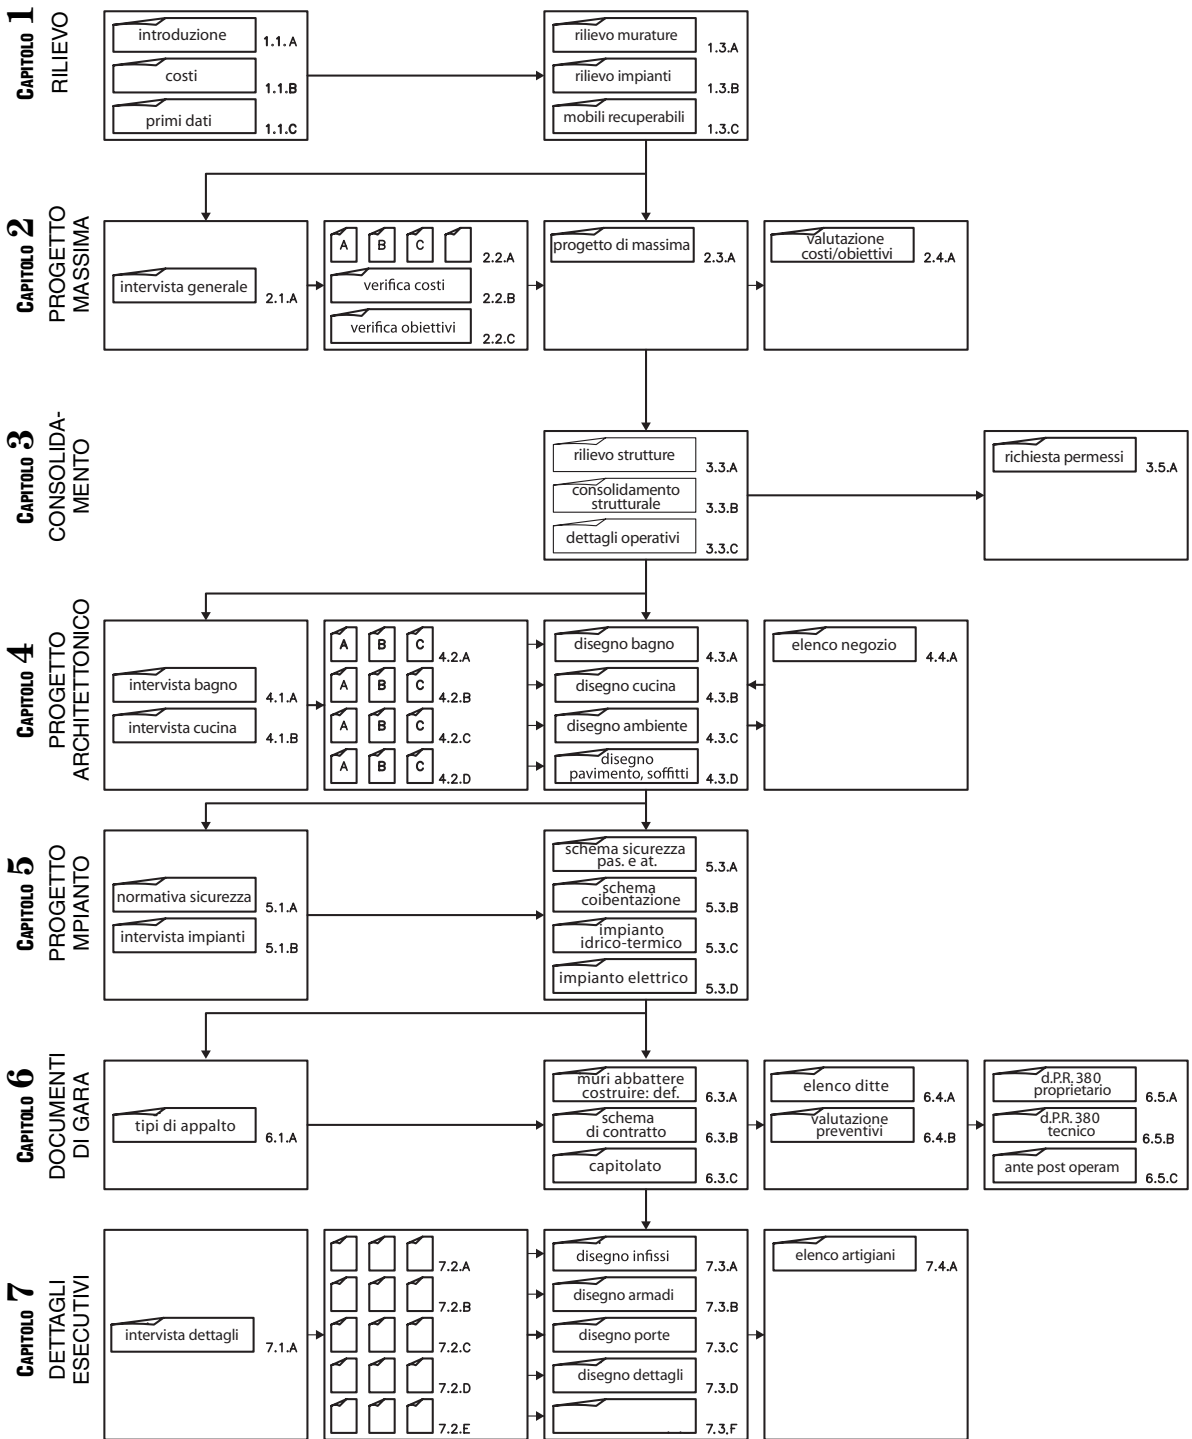 CAPITOLO 1
RILIEVO
introduzione
1.1.A
costi
1.1.B
primi dati
1.1.C
rilievo murature
1.3.A
rilievo impianti
1.3.B
mobili recuperabili
1.3.C
CAPITOLO 2
PROGETTO
MASSIMA
intervista generale
2.1.A
A B C
2.2.A
verifica costi
2.2.B
verifica obiettivi
2.2.C
progetto di massima
2.3.A
valutazione
costi/obiettivi
2.4.A
CAPITOLO 3
CONSOLIDA-
MENTO
rilievo strutture
3.3.A
consolidamento
strutturale
3.3.B
dettagli operativi
3.3.C
richiesta permessi
3.5.A
CAPITOLO 4
PROGETTO
ARCHITETTONICO
intervista bagno
4.1.A
intervista cucina
4.1.B
A B C
4.2.A
A B C
4.2.B
A B C
4.2.C
A B C
4.2.D
disegno bagno
4.3.A
disegno cucina
4.3.B
disegno ambiente
4.3.C
disegno
pavimento, soffitti
4.3.D
elenco negozio
4.4.A
CAPITOLO 5
PROGETTO
MPIANTO
normativa sicurezza
5.1.A
intervista impianti
5.1.B
schema sicurezza
pas. e at.
5.3.A
schema
coibentazione
5.3.B
impianto
idrico-termico
5.3.C
impianto elettrico
5.3.D
CAPITOLO 6
DOCUMENTI
DI GARA
tipi di appalto
6.1.A
muri abbattere
costruire: def.
6.3.A
schema
di contratto
6.3.B
capitolato
6.3.C
elenco ditte
6.4.A
valutazione
preventivi
6.4.B
d.P.R. 380
proprietario
6.5.A
d.P.R. 380
tecnico
6.5.B
ante post operam
6.5.C
CAPITOLO 7
DETTAGLI
ESECUTIVI
intervista dettagli
7.1.A
7.2.A
7.2.B
7.2.C
7.2.D
7.2.E
disegno infissi
7.3.A
disegno armadi
7.3.B
disegno porte
7.3.C
disegno dettagli
7.3.D
7.3.F
elenco artigiani
7.4.A